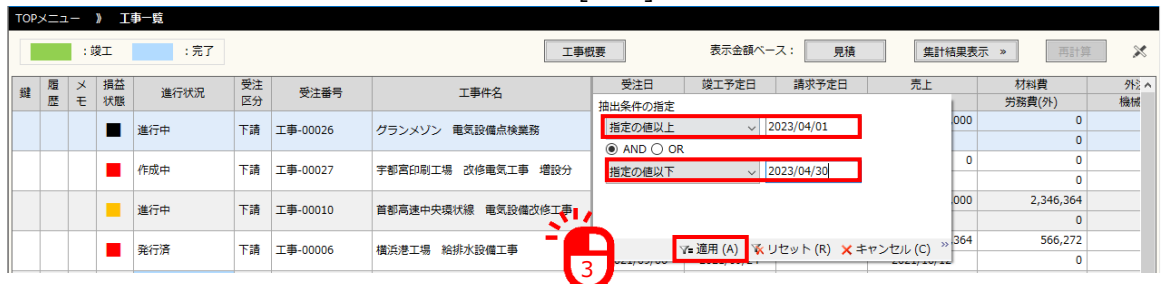 TOPメニュー 》 工事一覧
：竣工 ：完了 工事概要 表示金額ベース： 見積 集計結果表示 » 再計算
鍵 履歴 メモ 損益状態 進行状況 受注区分 受注番号 工事件名 受注日 竣工予定日 請求予定日 売上 材料費
労務費(外) 機械
抽出条件の指定
指定の値以上 2023/04/01
AND OR
指定の値以下 2023/04/30
適用 (A) リセット (R) キャンセル (C) »
進行中 下請 工事-00026 グランメゾン 電気設備点検業務 000 0
0
作成中 下請 工事-00027 宇都宮印刷工場 改修電気工事 増設分 0 0
0
進行中 下請 工事-00010 首都高速中央環状線 電気設備改修工事 000 2,346,364
0
発行済 下請 工事-00006 横浜港工場 給排水設備工事 364 566,272
0
3